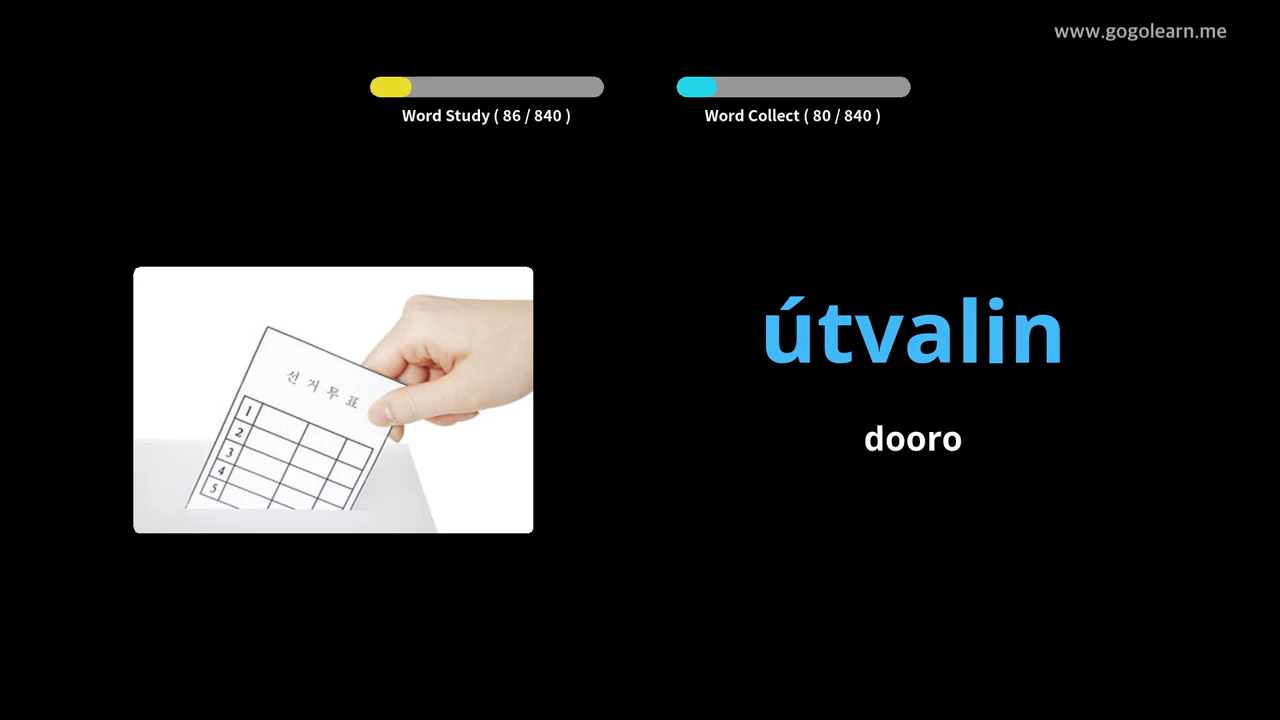 www.gogolearn.me
Word Study ( 86 / 840 )
Word Collect ( 80 / 840 )
선거투표
1
2
3
4
5
útvalin
dooro